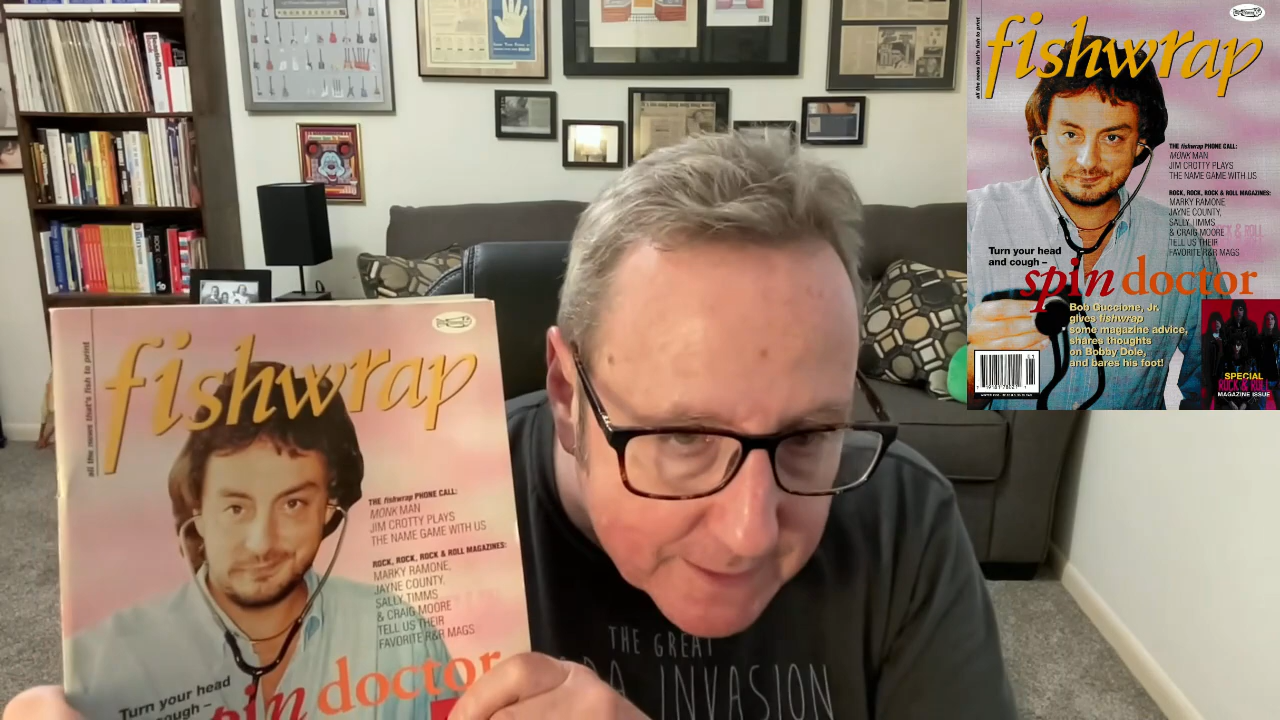 all the news that's fish to print
fishwrap
THE fishwrap PHONE CALL:
MONK MAN
JIM CROTTY PLAYS
THE NAME GAME WITH US
ROCK, ROCK, ROCK & ROLL MAGAZINES:
MARKY RAMONE,
JAYNE COUNTY,
SALLY TIMMS
& CRAIG MOORE
TELL US THEIR
FAVORITE R&R MAGS
Turn your head
cough –
spin doctor
THE GREAT
INVASION
all the news that's fish to print
fishwrap
THE fishwrap PHONE CALL:
MONK MAN
JIM CROTTY PLAYS
THE NAME GAME WITH US
ROCK, ROCK, ROCK & ROLL MAGAZINES:
MARKY RAMONE
JAYNE COUNTY,
SALLY TIMMS
& CRAIG MOORE
TELL US THEIR
FAVORITE R&R MAGS
Turn your head
and cough –
spin doctor
Bob Guccione, Jr.
gives fishwrap
some magazine advice,
shares thoughts
on Bobby Dole,
and bares his foot!
SPECIAL
ROCK & ROLL
MAGAZINE ISSUE